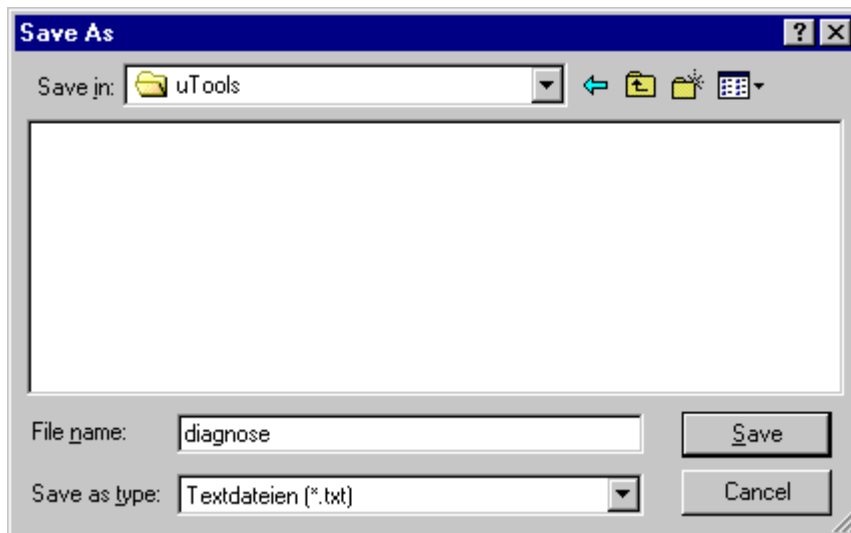 Save As
Save in: uTools
File name: diagnose Save
Save as type: Textdateien (*.txt) Cancel